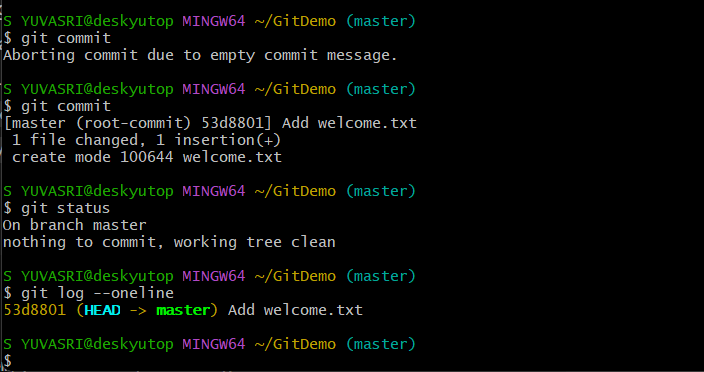 S YUVASRI@deskyutop MINGW64 ~/GitDemo (master)
$ git commit
Aborting commit due to empty commit message.
S YUVASRI@deskyutop MINGW64 ~/GitDemo (master)
$ git commit
[master (root-commit) 53d8801] Add welcome.txt
 1 file changed, 1 insertion(+)
 create mode 100644 welcome.txt
S YUVASRI@deskyutop MINGW64 ~/GitDemo (master)
$ git status
On branch master
nothing to commit, working tree clean
S YUVASRI@deskyutop MINGW64 ~/GitDemo (master)
$ git log --oneline
53d8801 (HEAD -> master) Add welcome.txt
S YUVASRI@deskyutop MINGW64 ~/GitDemo (master)
$